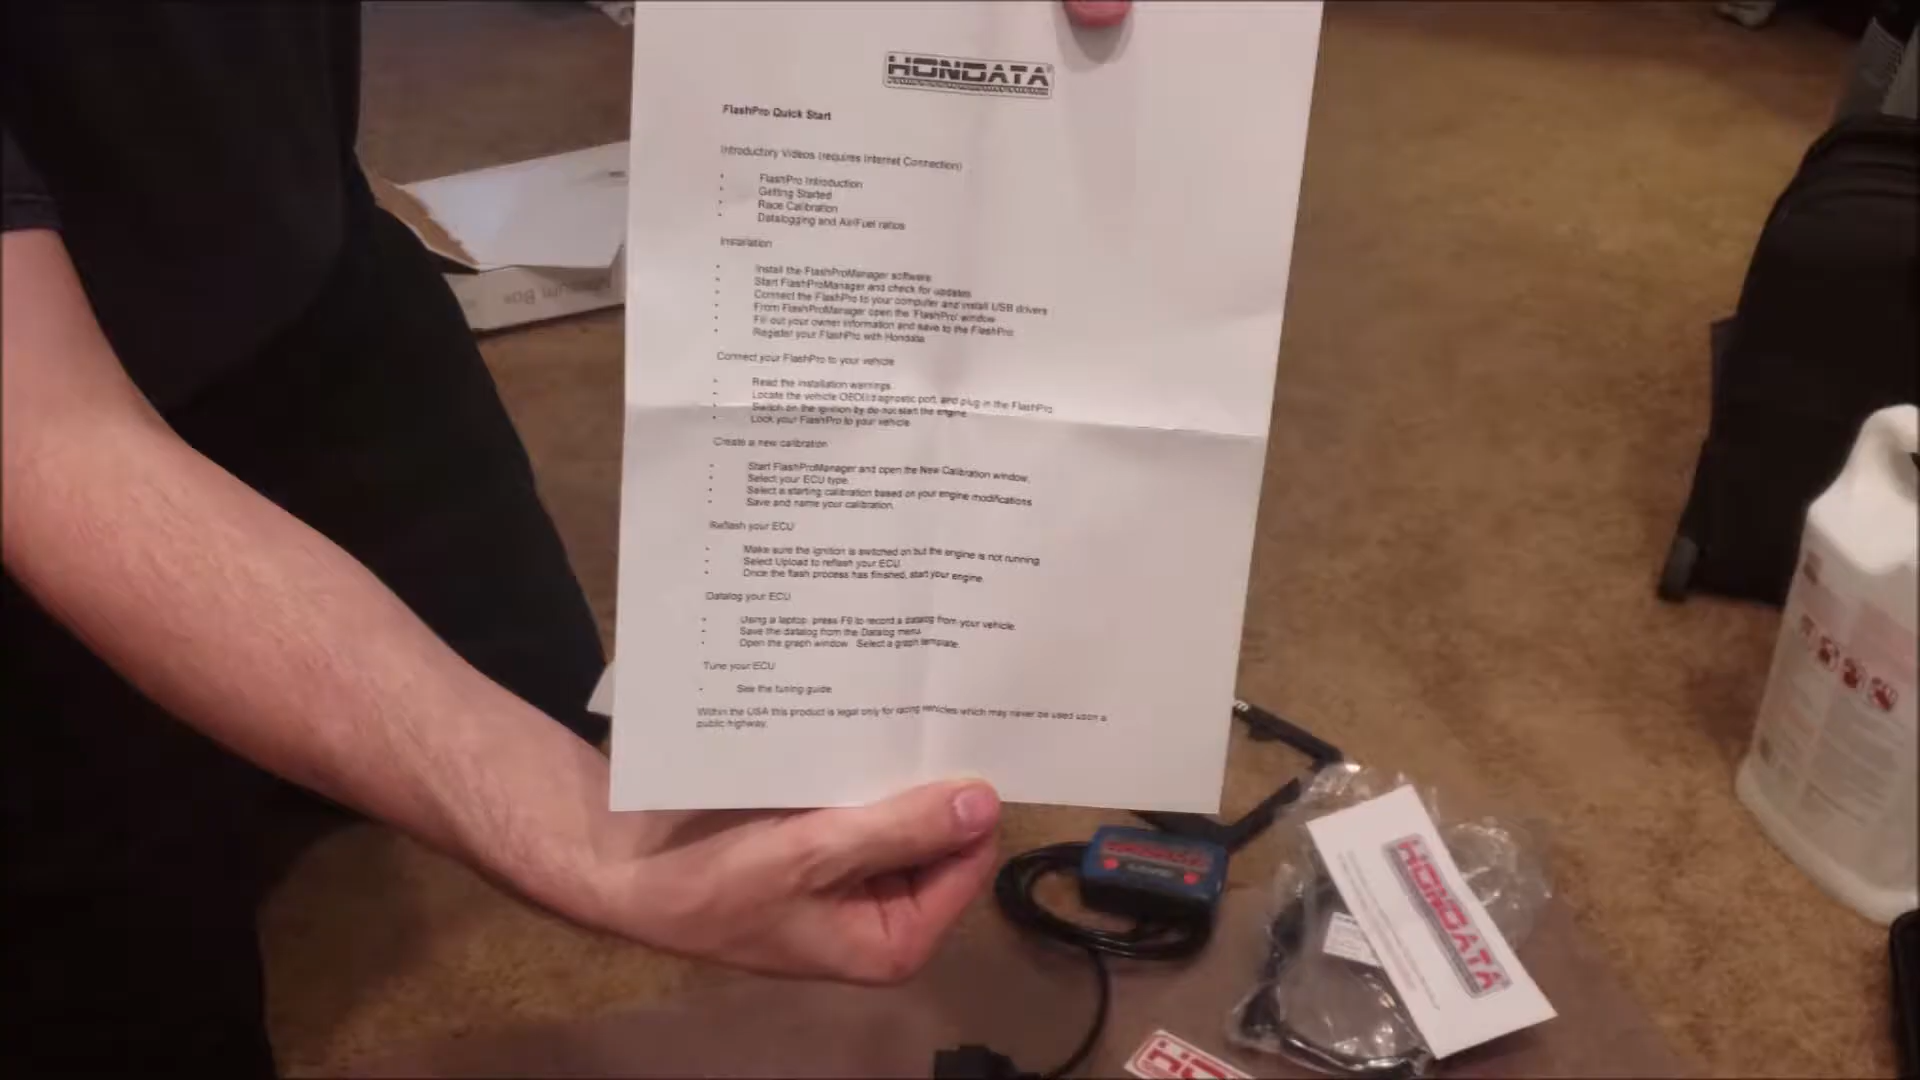 HONDATA
FlashPro Quick Start
Introductory Videos (requires Internet Connection)
• FlashPro Introduction
• Getting Started
• Race Calibration
• Datalogging and Air/Fuel ratios
Installation
• Install the FlashProManager software
• Start FlashProManager and check for updates
• Connect the FlashPro to your computer and install USB drivers
• From FlashProManager open the 'FlashPro' window
• Fill out your owner information and save to the FlashPro
• Register your FlashPro with Hondata
Connect your FlashPro to your vehicle
• Read the installation warnings
• Locate the vehicle diagnostic port, and plug in the FlashPro
• Switch on the ignition by do not start the engine
• Lock your FlashPro to your vehicle
Create a new calibration
• Start FlashProManager and open the New Calibration window.
• Select your ECU type.
• Select a starting calibration based on your engine modifications
• Save and name your calibration.
Reflash your ECU
• Make sure the ignition is switched on but the engine is not running
• Select Upload to reflash your ECU
• Once the flash process has finished, start your engine.
Datalog your ECU
• Using a laptop, press F9 to record a datalog from your vehicle.
• Save the datalog from the Datalog menu
• Open the graph window. Select a graph template.
Tune your ECU
• See the tuning guide
Within the USA this product is legal only for racing vehicles which may never be used upon a
public highway.
Medium Box
HONDATA
HONDATA